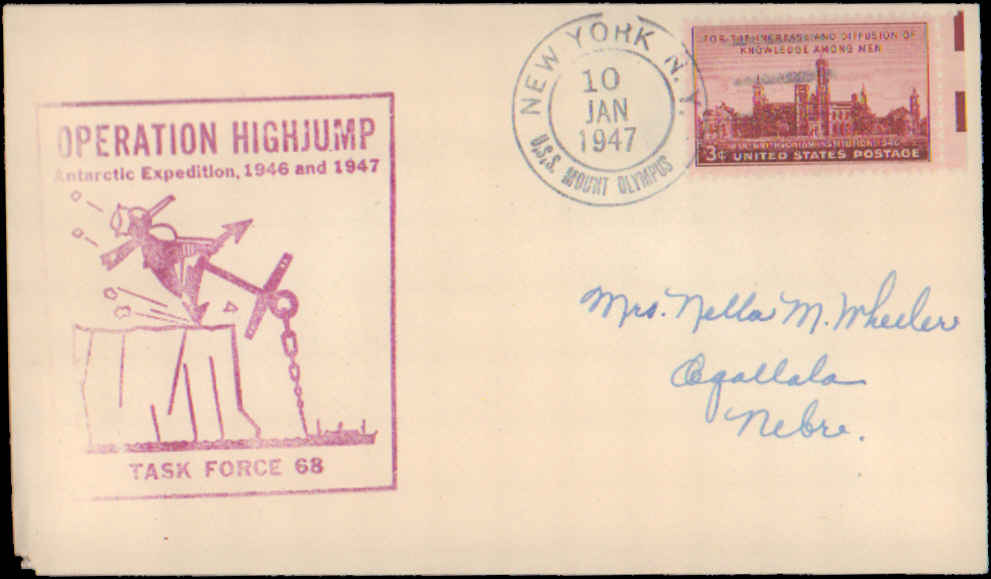 OPERATION HIGHJUMP
Antarctic Expedition, 1946 and 1947
TASK FORCE 68
NEW YORK N.Y.
10
JAN
1947
U.S.S. MOUNT OLYMPUS
FOR THE INCREASE AND DIFFUSION OF
KNOWLEDGE AMONG MEN
3¢ UNITED STATES POSTAGE
Mrs. Nella M. Wheeler
Ogallala
Nebr.